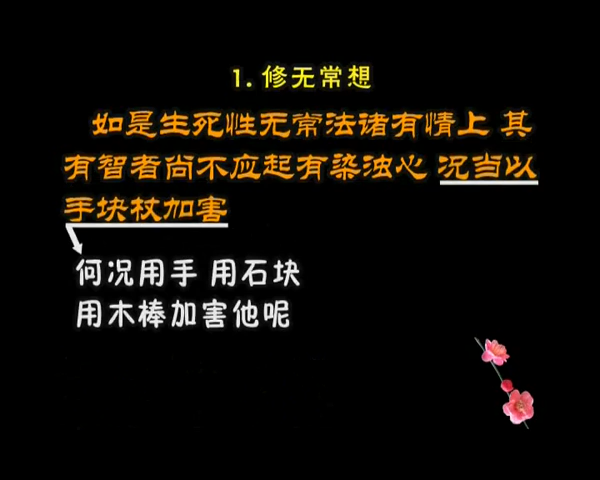 1. 修无常想
如是生死性无常法诸有情上 其
有智者尚不应起有染浊心 况当以
手块杖加害
何况用手 用石块
用木棒加害他呢